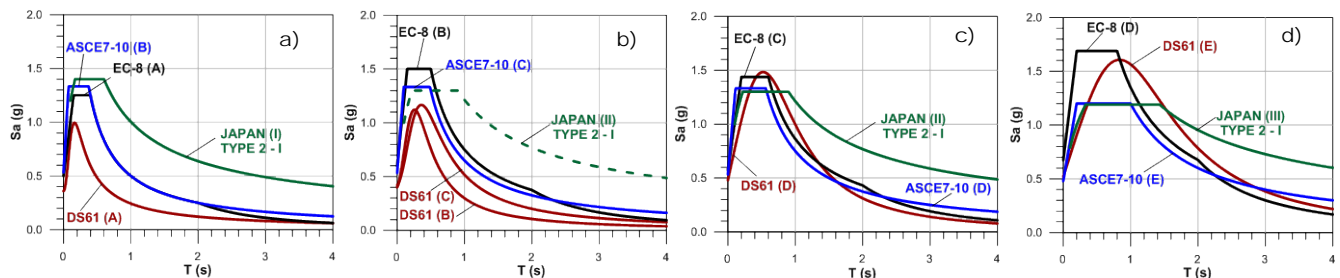 a)
2.0
1.5
1.0
0.5
0.0
Sa (g)
ASCE7-10 (B)
EC-8 (A)
JAPAN (I)
TYPE 2 - I
DS61 (A)
0 1 2 3 4
T (s)
b)
2.0
1.5
1.0
0.5
0.0
Sa (g)
EC-8 (B)
ASCE7-10 (C)
JAPAN (II)
TYPE 2 - I
DS61 (C)
DS61 (B)
0 1 2 3 4
T (s)
c)
2.0
1.5
1.0
0.5
0.0
Sa (g)
EC-8 (C)
JAPAN (II)
TYPE 2 - I
ASCE7-10 (D)
DS61 (D)
0 1 2 3 4
T (s)
d)
2.0
1.5
1.0
0.5
0.0
Sa (g)
EC-8 (D)
DS61 (E)
JAPAN (III)
TYPE 2 - I
ASCE7-10 (E)
0 1 2 3 4
T (s)